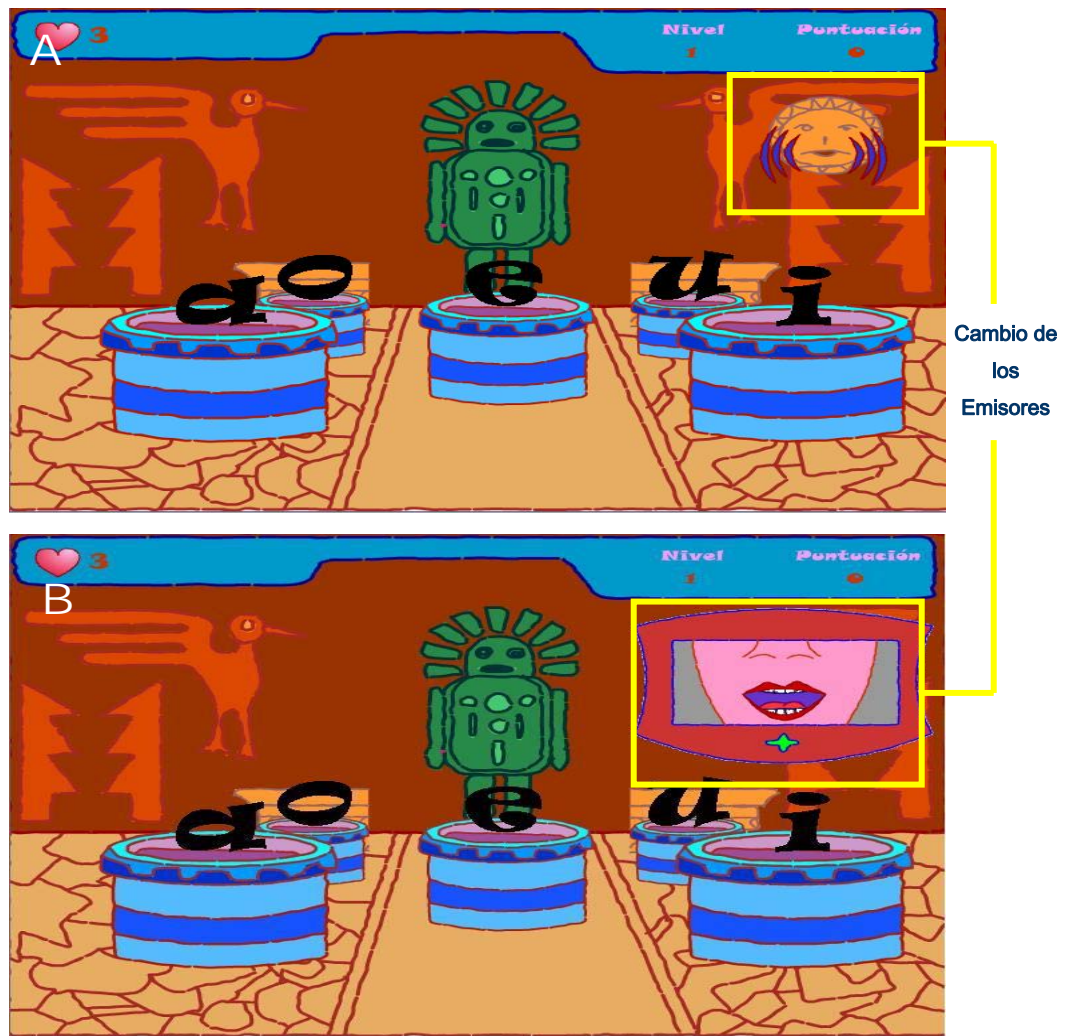 A
3
Nivel
Puntuación
1
0
a o e u i
Cambio de
los
Emisores
B
3
Nivel
Puntuación
1
0
a o e u i